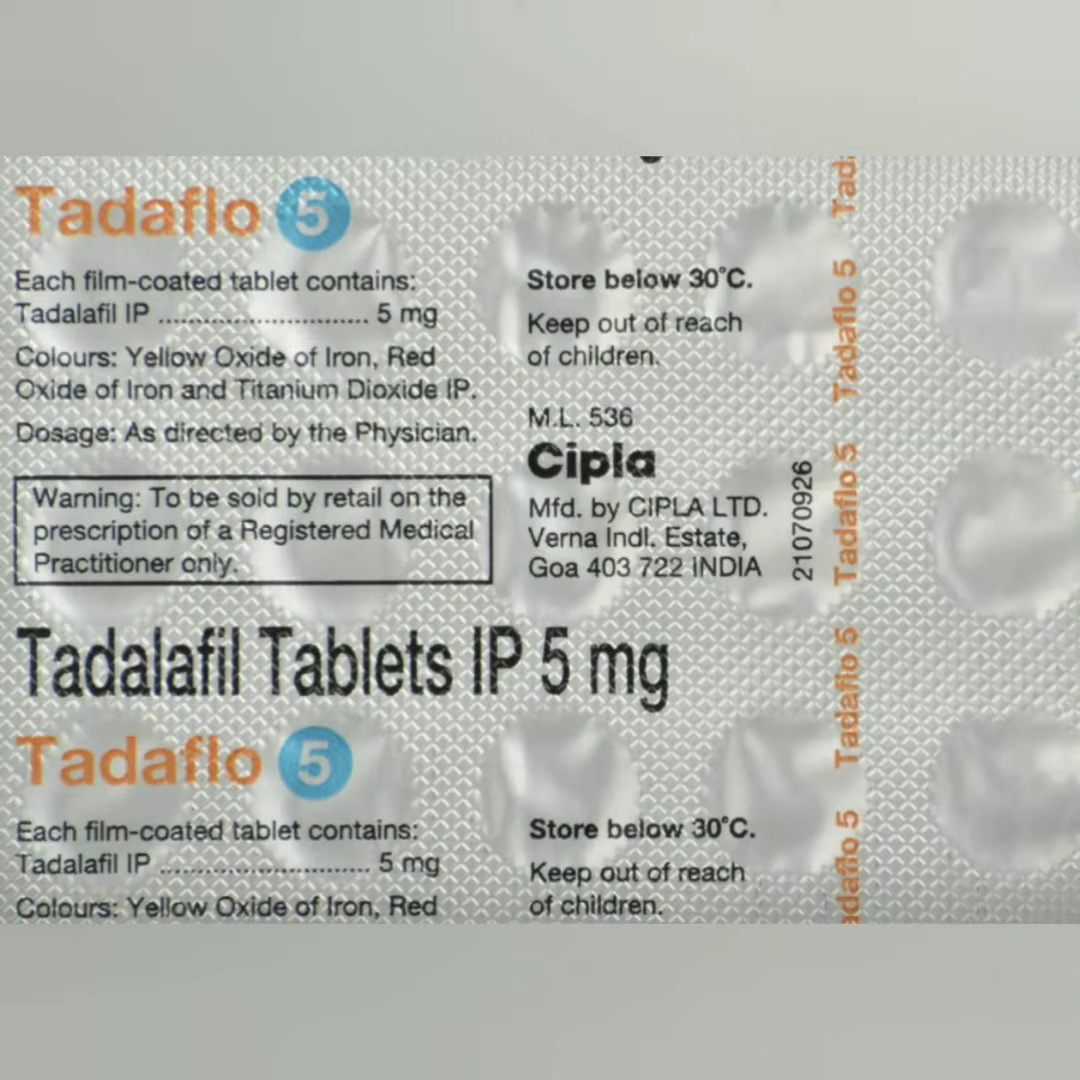 Tadaflo 5
Each film-coated tablet contains:
Tadalafil IP ............................ 5 mg
Colours: Yellow Oxide of Iron, Red
Oxide of Iron and Titanium Dioxide IP.
Dosage: As directed by the Physician.
Warning: To be sold by retail on the
prescription of a Registered Medical
Practitioner only.
Store below 30°C.
Keep out of reach
of children.
M.L. 536
Cipla
Mfd. by CIPLA LTD.
Verna Indl. Estate,
Goa 403 722 INDIA
21070926
Tadalafil Tablets IP 5 mg
Tadaflo 5
Each film-coated tablet contains:
Tadalafil IP ............................ 5 mg
Colours: Yellow Oxide of Iron, Red
Store below 30°C.
Keep out of reach
of children.
adaflo 5 Tadaflo 5 Tadaflo 5 Tadaflo 5 Tad